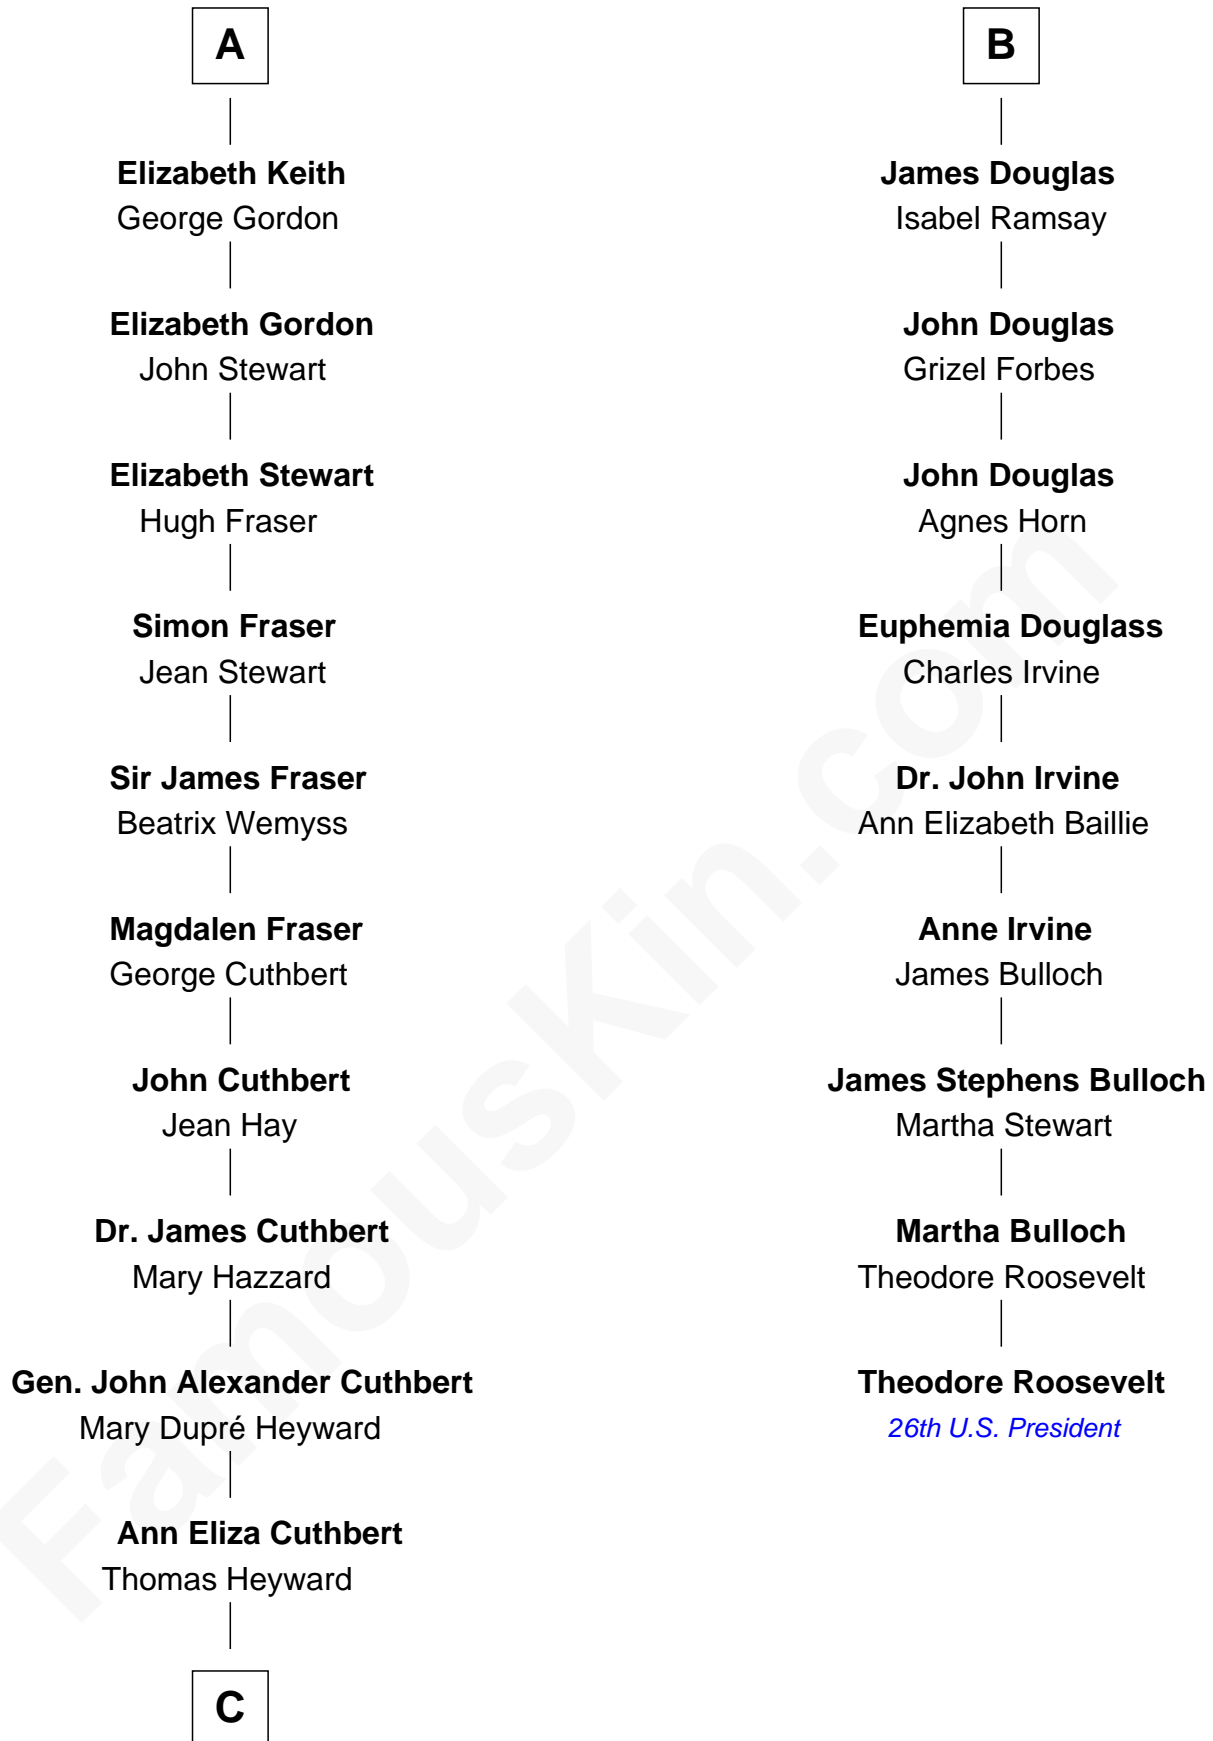 A
Elizabeth Keith
George Gordon
Elizabeth Gordon
John Stewart
Elizabeth Stewart
Hugh Fraser
Simon Fraser
Jean Stewart
Sir James Fraser
Beatrix Wemyss
Magdalen Fraser
George Cuthbert
John Cuthbert
Jean Hay
Dr. James Cuthbert
Mary Hazzard
Gen. John Alexander Cuthbert
Mary Dupré Heyward
Ann Eliza Cuthbert
Thomas Heyward
C
B
James Douglas
Isabel Ramsay
John Douglas
Grizel Forbes
John Douglas
Agnes Horn
Euphemia Douglass
Charles Irvine
Dr. John Irvine
Ann Elizabeth Baillie
Anne Irvine
James Bulloch
James Stephens Bulloch
Martha Stewart
Martha Bulloch
Theodore Roosevelt
Theodore Roosevelt
26th U.S. President
FamousKin.com